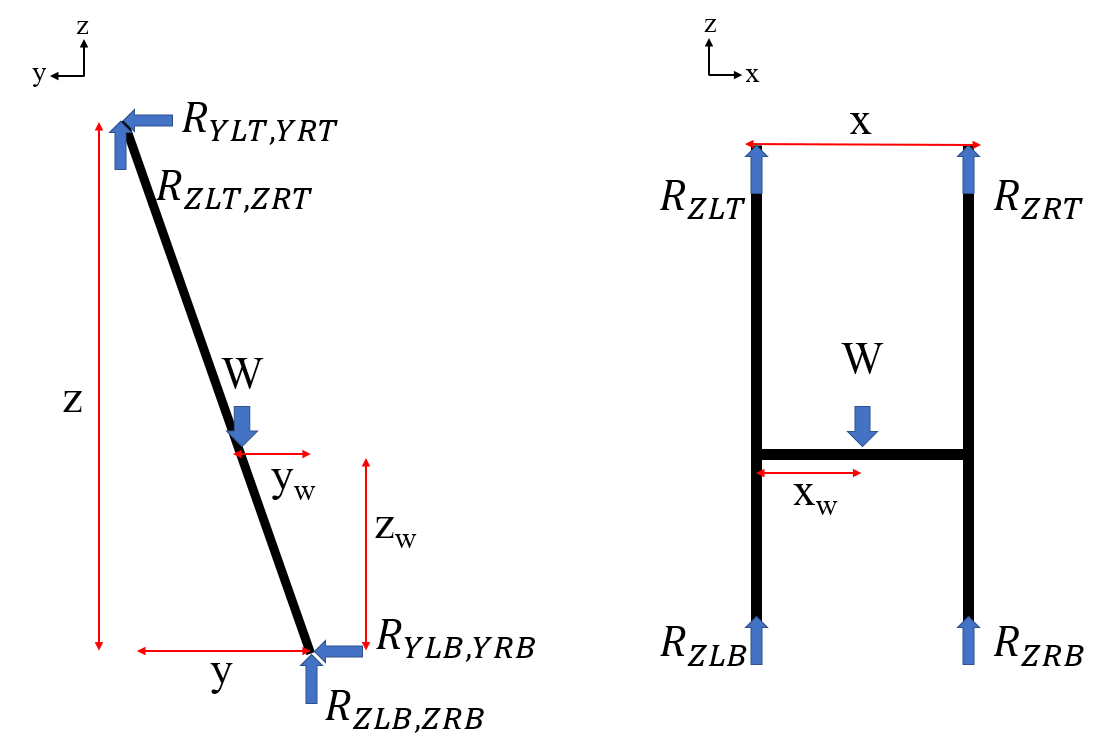 z
y
R_{YLT,YRT}
R_{ZLT,ZRT}
z
W
y_w
z_w
R_{YLB,YRB}
y
R_{ZLB,ZRB}
z
x
x
R_{ZLT}
R_{ZRT}
W
x_w
R_{ZLB}
R_{ZRB}